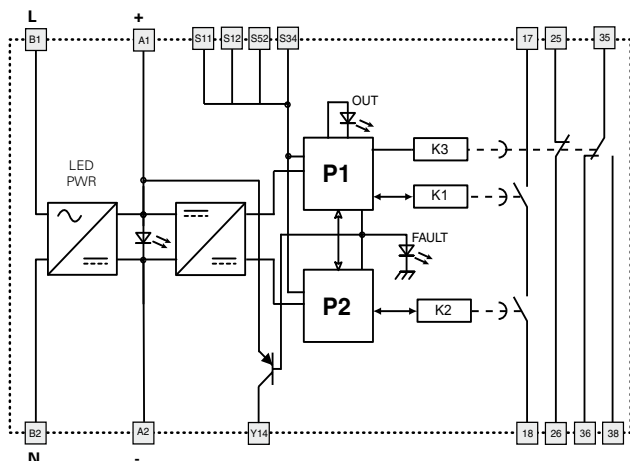 L +
B1 A1 S11 S12 S52 S34 17 25 35
OUT
LED
PWR
P1
K3
K1
FAULT
P2
K2
B2 A2 Y14 18 26 36 38
N -